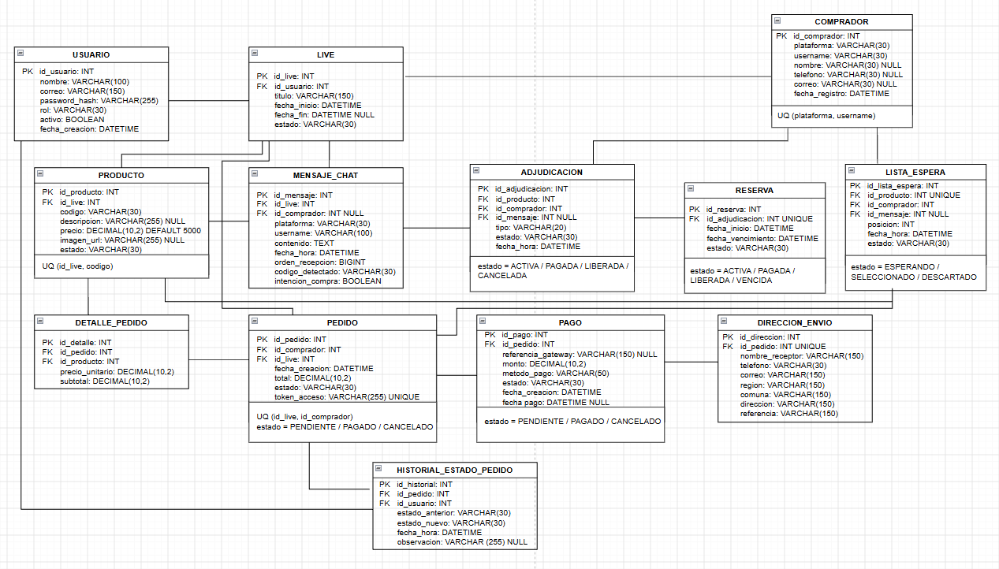 USUARIO
PK id_usuario: INT
nombre: VARCHAR(100)
correo: VARCHAR(150)
password_hash: VARCHAR(255)
rol: VARCHAR(30)
activo: BOOLEAN
fecha_creacion: DATETIME
LIVE
PK id_live: INT
FK id_usuario: INT
titulo: VARCHAR(150)
fecha_inicio: DATETIME
fecha_fin: DATETIME NULL
estado: VARCHAR(30)
COMPRADOR
PK id_comprador: INT
plataforma: VARCHAR(30)
username: VARCHAR(30)
nombre: VARCHAR(30) NULL
telefono: VARCHAR(30) NULL
correo: VARCHAR(30) NULL
fecha_registro: DATETIME
UQ (plataforma, username)
PRODUCTO
PK id_producto: INT
FK id_live: INT
codigo: VARCHAR(30)
descripcion: VARCHAR(255) NULL
precio: DECIMAL(10,2) DEFAULT 5000
imagen_url: VARCHAR(255) NULL
estado: VARCHAR(30)
UQ (id_live, codigo)
MENSAJE_CHAT
PK id_mensaje: INT
FK id_live: INT
FK id_comprador: INT NULL
plataforma: VARCHAR(30)
username: VARCHAR(100)
contenido: TEXT
fecha_hora: DATETIME
orden_recepcion: BIGINT
codigo_detectado: VARCHAR(30)
intencion_compra: BOOLEAN
ADJUDICACION
PK id_adjudicacion: INT
FK id_producto: INT
FK id_comprador: INT
FK id_mensaje: INT NULL
tipo: VARCHAR(20)
estado: VARCHAR(30)
fecha_hora: DATETIME
estado = ACTIVA / PAGADA / LIBERADA /
CANCELADA
RESERVA
PK id_reserva: INT
FK id_adjudicacion: INT UNIQUE
fecha_inicio: DATETIME
fecha_vencimiento: DATETIME
estado: VARCHAR(30)
estado = ACTIVA / PAGADA /
LIBERADA / VENCIDA
LISTA_ESPERA
PK id_lista_espera: INT
FK id_producto: INT UNIQUE
FK id_comprador: INT
FK id_mensaje: INT NULL
posicion: INT
fecha_hora: DATETIME
estado: VARCHAR(30)
estado = ESPERANDO /
SELECCIONADO / DESCARTADO
DETALLE_PEDIDO
PK id_detalle: INT
FK id_pedido: INT
FK id_producto: INT
precio_unitario: DECIMAL(10,2)
subtotal: DECIMAL(10,2)
PEDIDO
PK id_pedido: INT
FK id_comprador: INT
FK id_live: INT
fecha_creacion: DATETIME
total: DECIMAL(10,2)
estado: VARCHAR(30)
token_acceso: VARCHAR(255) UNIQUE
UQ (id_live, id_comprador)
estado = PENDIENTE / PAGADO / CANCELADO
PAGO
PK id_pago: INT
FK id_pedido: INT
referencia_gateway: VARCHAR(150) NULL
monto: DECIMAL(10,2)
metodo_pago: VARCHAR(50)
estado: VARCHAR(30)
fecha_creacion: DATETIME
fecha pago: DATETIME NULL
estado = PENDIENTE / PAGADO / CANCELADO
DIRECCION_ENVIO
PK id_direccion: INT
FK id_pedido: INT UNIQUE
nombre_receptor: VARCHAR(150)
telefono: VARCHAR(30)
correo: VARCHAR(150)
region: VARCHAR(150)
comuna: VARCHAR(150)
direccion: VARCHAR(150)
referencia: VARCHAR(150)
HISTORIAL_ESTADO_PEDIDO
PK id_historial: INT
FK id_pedido: INT
FK id_usuario: INT
estado_anterior: VARCHAR(30)
estado_nuevo: VARCHAR(30)
fecha_hora: DATETIME
observacion: VARCHAR (255) NULL